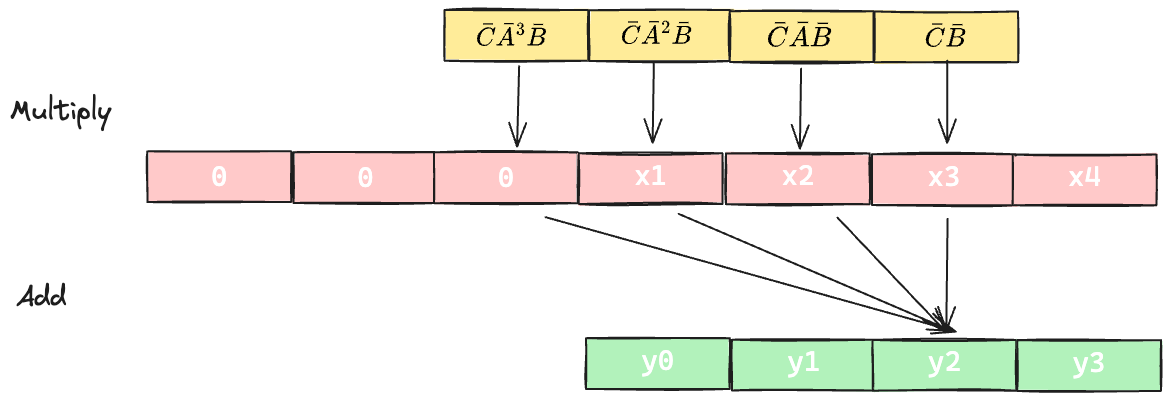 C̄Ā³B̄ C̄Ā²B̄ C̄ĀB̄ C̄B̄
Multiply
0 0 0 x1 x2 x3 x4
Add
y0 y1 y2 y3